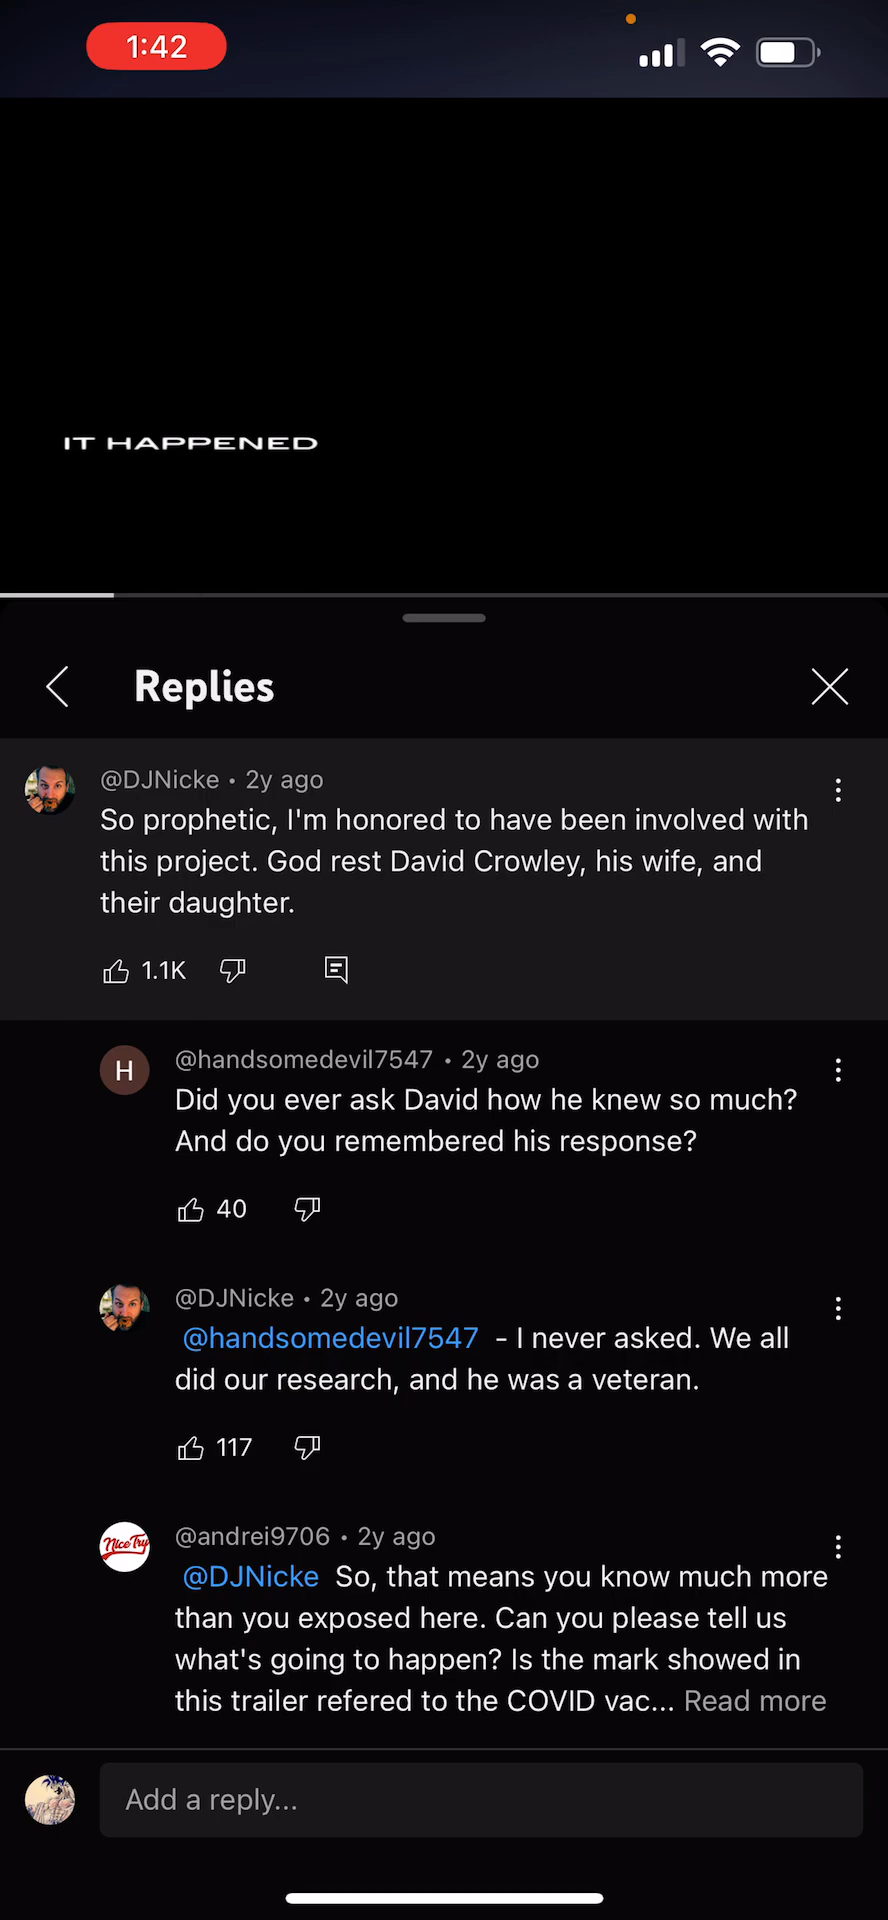 1:42
IT HAPPENED
Replies
@DJNicke • 2y ago
So prophetic, I'm honored to have been involved with
this project. God rest David Crowley, his wife, and
their daughter.
1.1K
H
@handsomedevil7547 • 2y ago
Did you ever ask David how he knew so much?
And do you remembered his response?
40
@DJNicke • 2y ago
@handsomedevil7547 - I never asked. We all
did our research, and he was a veteran.
117
Nice Try
@andrei9706 • 2y ago
@DJNicke So, that means you know much more
than you exposed here. Can you please tell us
what's going to happen? Is the mark showed in
this trailer refered to the COVID vac... Read more
Add a reply...